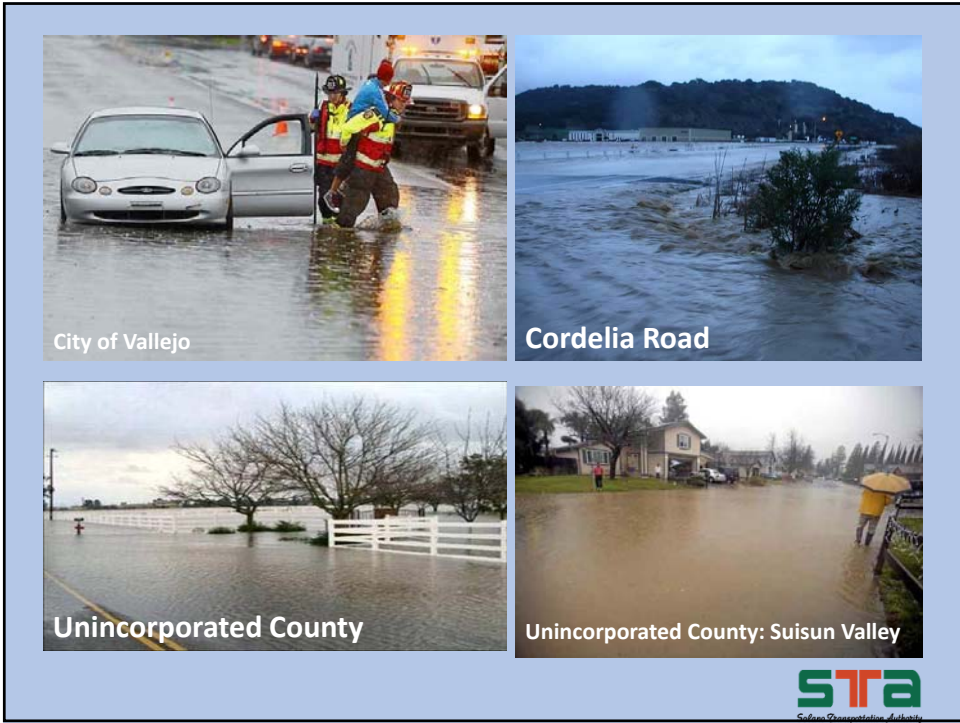 City of Vallejo
Cordelia Road
Unincorporated County
Unincorporated County: Suisun Valley
STa
Solano Transportation Authority